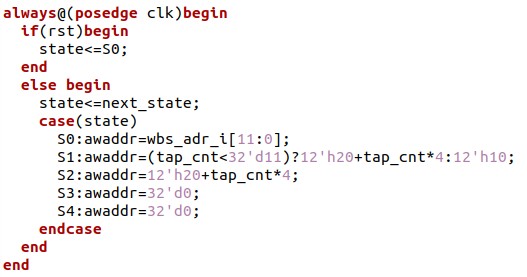 always@(posedge clk)begin
  if(rst)begin
    state<=S0;
  end
  else begin
    state<=next_state;
    case(state)
      S0:awaddr=wbs_adr_i[11:0];
      S1:awaddr=(tap_cnt<32'd11)?12'h20+tap_cnt*4:12'h10;
      S2:awaddr=12'h20+tap_cnt*4;
      S3:awaddr=32'd0;
      S4:awaddr=32'd0;
    endcase
  end
end